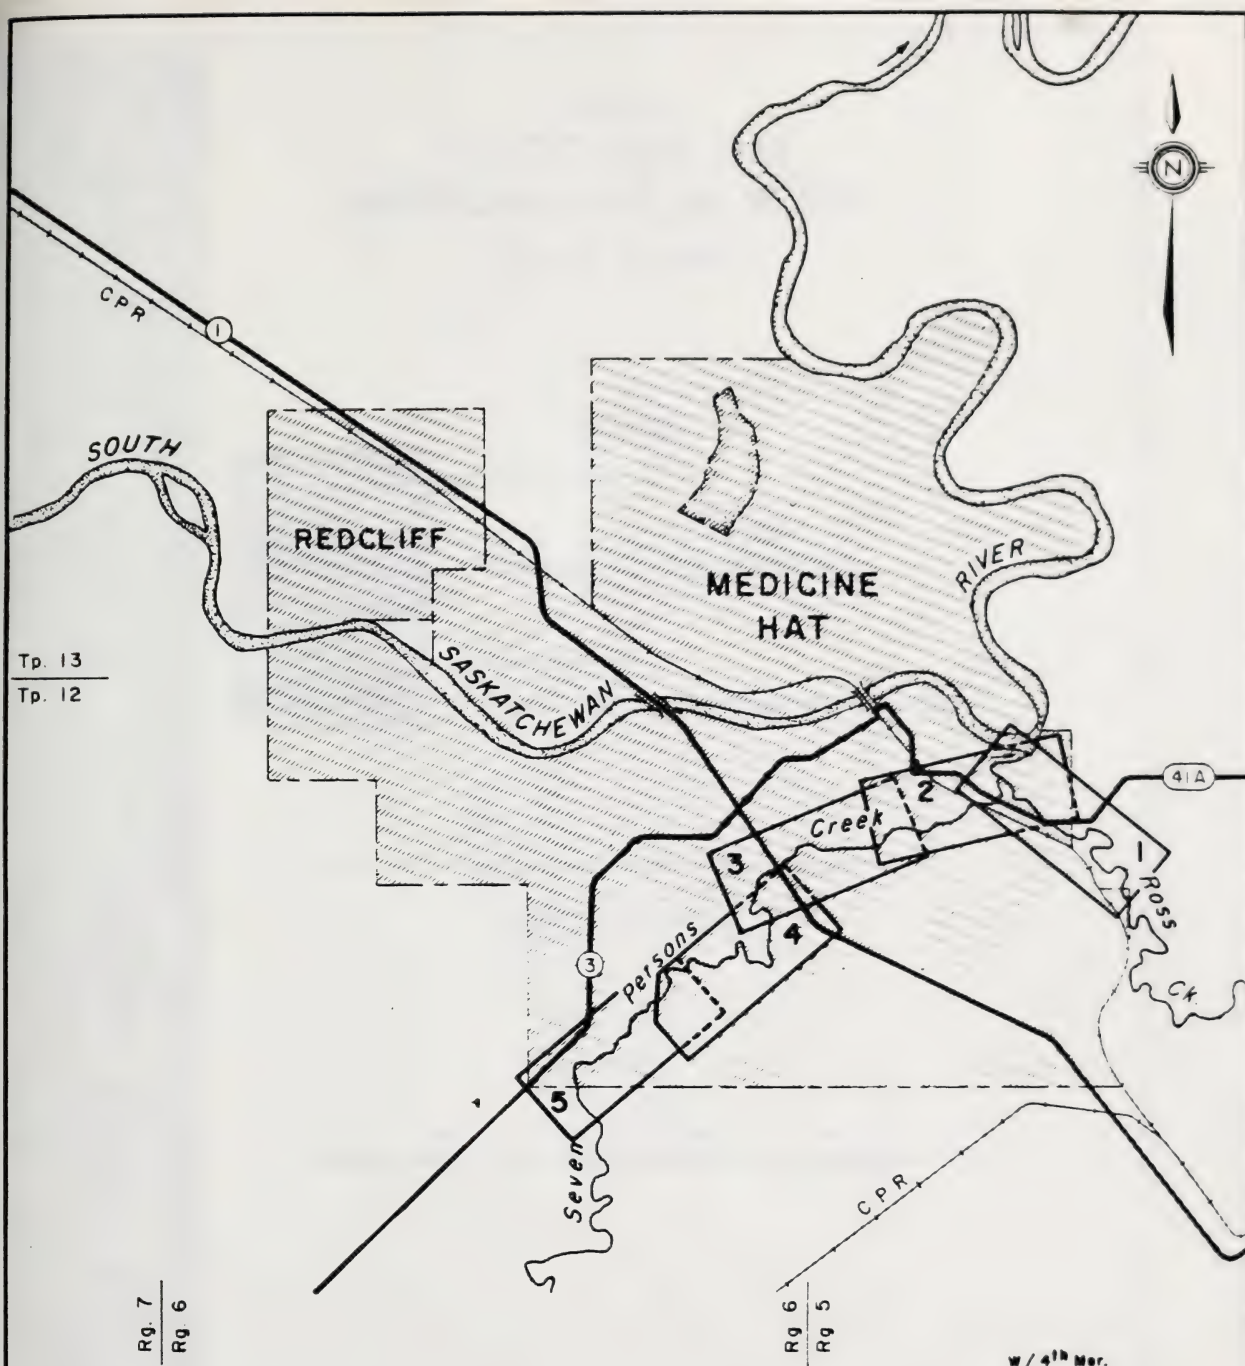 N
CPR
1
SOUTH
REDCLIFF
MEDICINE
HAT
RIVER
Tp. 13
Tp. 12
SASKATCHEWAN
41A
2
Creek
1
3
Ross
4
Persons
3
Ck.
5
Seven
CPR
Rg. 7
Rg. 6
Rg 6
Rg 5
W / 4th Mer.